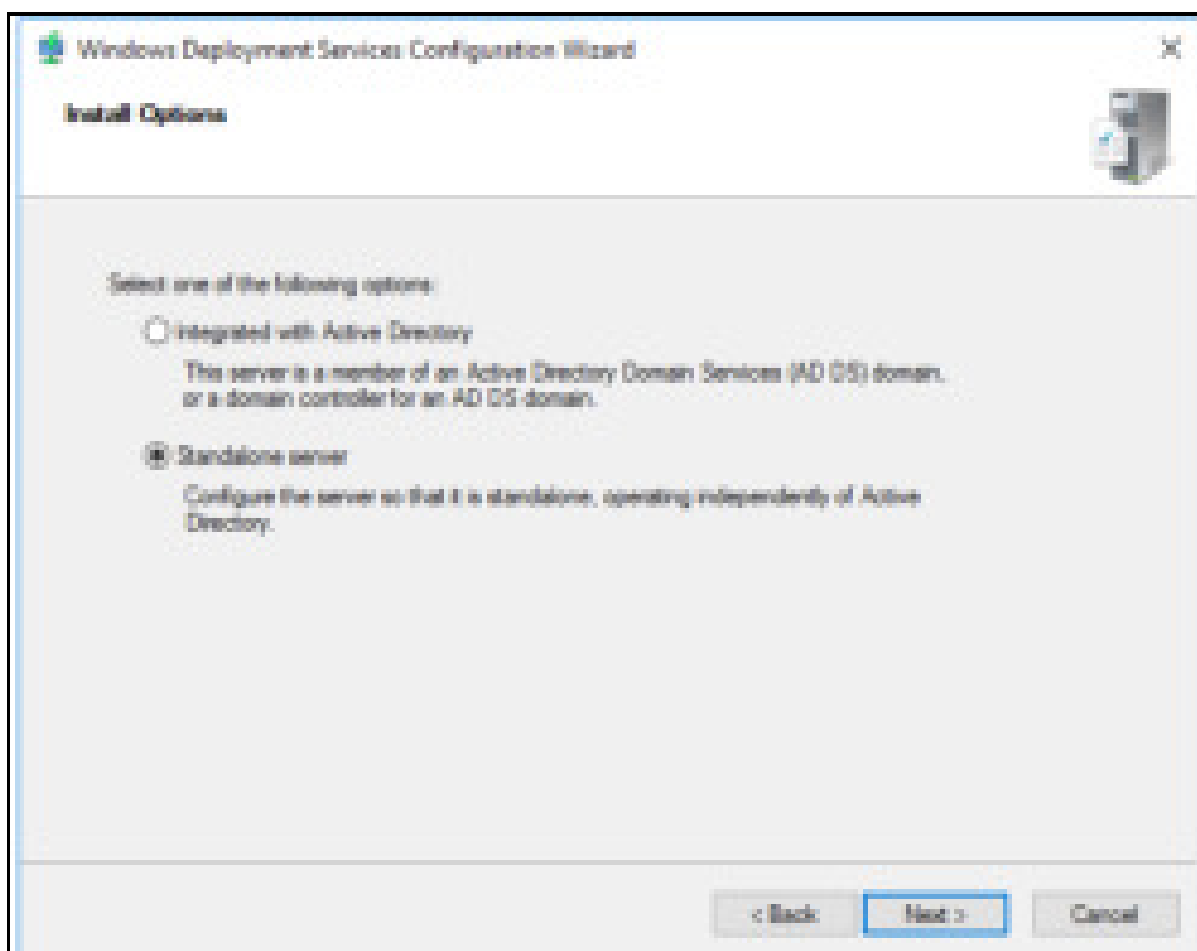 Windows Deployment Services Configuration Wizard
Install Options
Select one of the following options:
Integrated with Active Directory
This server is a member of an Active Directory Domain Services (AD DS) domain,
or a domain controller for an AD DS domain.
Standalone server
Configure the server so that it is standalone, operating independently of Active
Directory.
< Back
Next >
Cancel